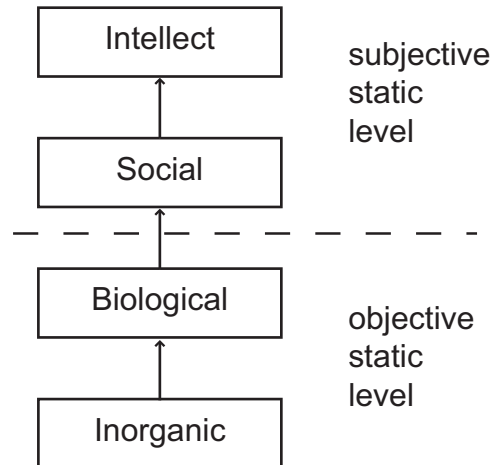 Intellect
subjective
static
level
Social
Biological
objective
static
level
Inorganic